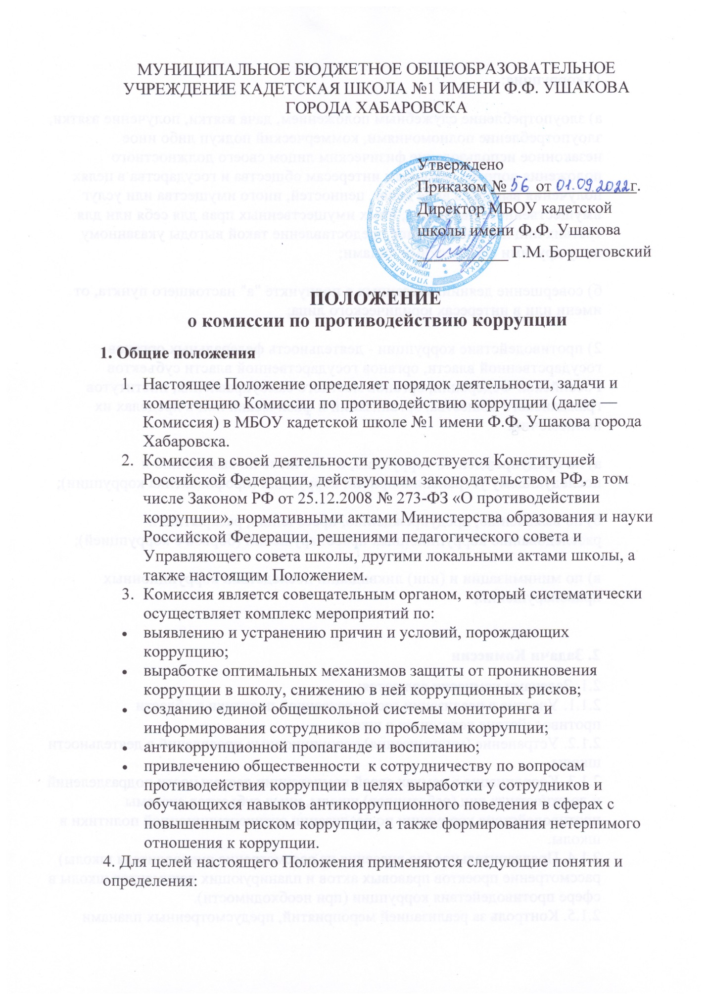 МУНИЦИПАЛЬНОЕ БЮДЖЕТНОЕ ОБЩЕОБРАЗОВАТЕЛЬНОЕ
УЧРЕЖДЕНИЕ КАДЕТСКАЯ ШКОЛА №1 ИМЕНИ Ф.Ф. УШАКОВА
ГОРОДА ХАБАРОВСКА
Утверждено
Приказом № 56 от 01.09.2022г.
Директор МБОУ кадетской
школы имени Ф.Ф. Ушакова
Г.М. Борщеговский
ПОЛОЖЕНИЕ
о комиссии по противодействию коррупции
1. Общие положения
1. Настоящее Положение определяет порядок деятельности, задачи и
компетенцию Комиссии по противодействию коррупции (далее —
Комиссия) в МБОУ кадетской школе №1 имени Ф.Ф. Ушакова города
Хабаровска.
2. Комиссия в своей деятельности руководствуется Конституцией
Российской Федерации, действующим законодательством РФ, в том
числе Законом РФ от 25.12.2008 № 273-ФЗ «О противодействии
коррупции», нормативными актами Министерства образования и науки
Российской Федерации, решениями педагогического совета и
Управляющего совета школы, другими локальными актами школы, а
также настоящим Положением.
3. Комиссия является совещательным органом, который систематически
осуществляет комплекс мероприятий по:
• выявлению и устранению причин и условий, порождающих
коррупцию;
• выработке оптимальных механизмов защиты от проникновения
коррупции в школу, снижению в ней коррупционных рисков;
• созданию единой общешкольной системы мониторинга и
информирования сотрудников по проблемам коррупции;
• антикоррупционной пропаганде и воспитанию;
• привлечению общественности к сотрудничеству по вопросам
противодействия коррупции в целях выработки у сотрудников и
обучающихся навыков антикоррупционного поведения в сферах с
повышенным риском коррупции, а также формирования нетерпимого
отношения к коррупции.
4. Для целей настоящего Положения применяются следующие понятия и
определения: